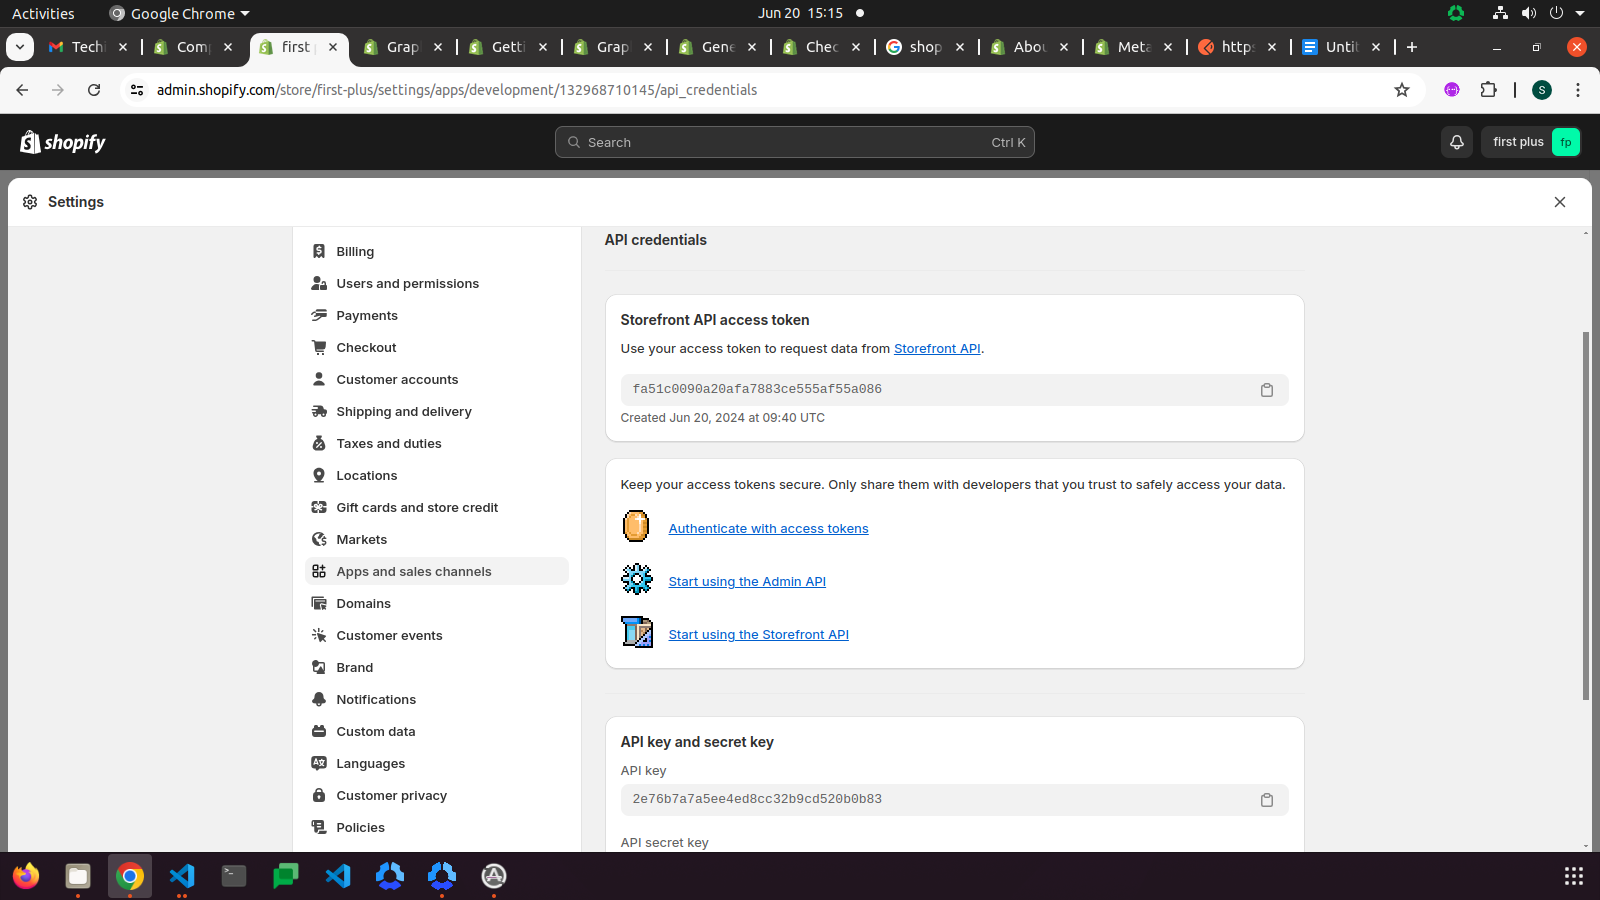 Activities
Google Chrome
Jun 20 15:15
Techi
Comp
first p
Grap
Getti
Grap
Gene
Chec
shop
Abou
Meta
https
Untit
admin.shopify.com/store/first-plus/settings/apps/development/132968710145/api_credentials
S
shopify
Search
Ctrl K
first plus
fp
Settings
Billing
Users and permissions
Payments
Checkout
Customer accounts
Shipping and delivery
Taxes and duties
Locations
Gift cards and store credit
Markets
Apps and sales channels
Domains
Customer events
Brand
Notifications
Custom data
Languages
Customer privacy
Policies
API credentials
Storefront API access token
Use your access token to request data from Storefront API.
fa51c0090a20afa7883ce555af55a086
Created Jun 20, 2024 at 09:40 UTC
Keep your access tokens secure. Only share them with developers that you trust to safely access your data.
Authenticate with access tokens
Start using the Admin API
Start using the Storefront API
API key and secret key
API key
2e76b7a7a5ee4ed8cc32b9cd520b0b83
API secret key